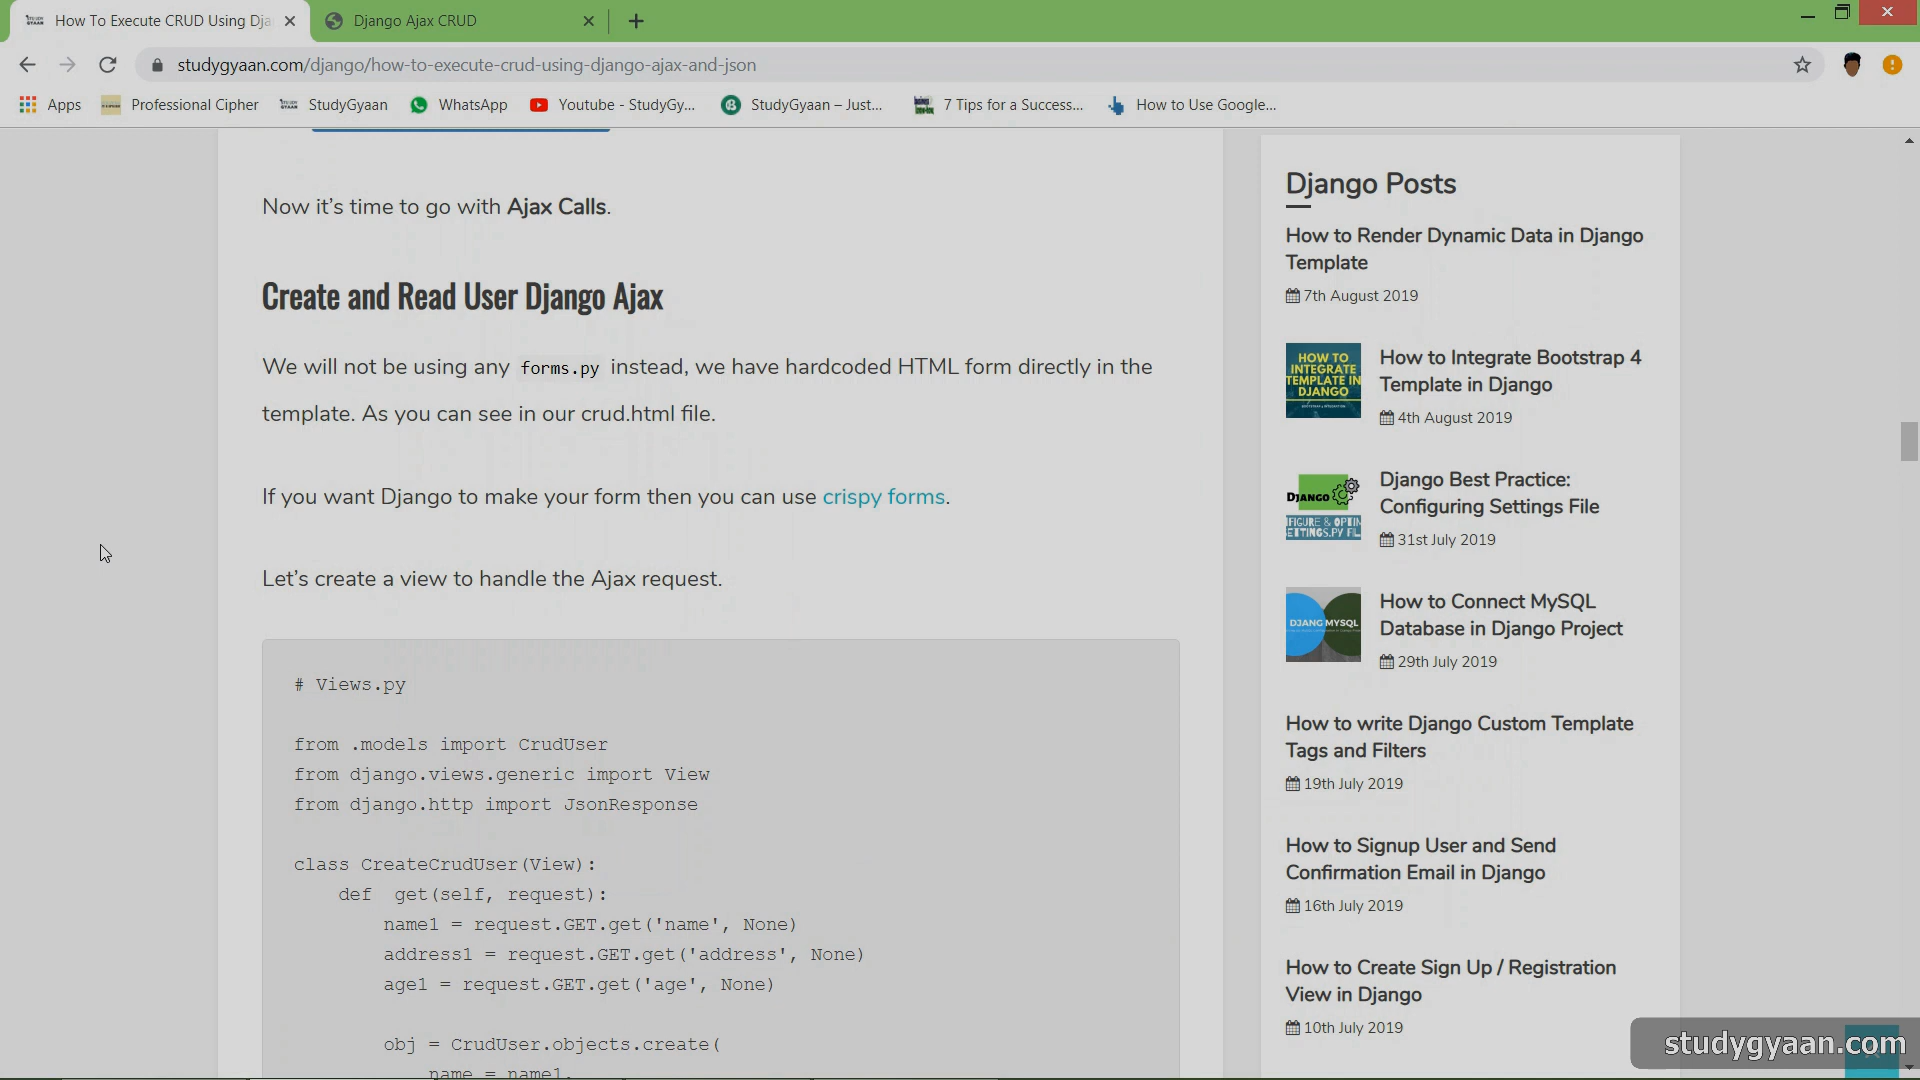 How To Execute CRUD Using Dja
Django Ajax CRUD
studygyaan.com/django/how-to-execute-crud-using-django-ajax-and-json
Apps
Professional Cipher
StudyGyaan
WhatsApp
Youtube - StudyGy...
StudyGyaan – Just...
7 Tips for a Success...
How to Use Google...
Now it's time to go with Ajax Calls.
Create and Read User Django Ajax
We will not be using any forms.py instead, we have hardcoded HTML form directly in the
template. As you can see in our crud.html file.
If you want Django to make your form then you can use crispy forms.
Let's create a view to handle the Ajax request.
# Views.py
from .models import CrudUser
from django.views.generic import View
from django.http import JsonResponse
class CreateCrudUser(View):
def get(self, request):
name1 = request.GET.get('name', None)
address1 = request.GET.get('address', None)
age1 = request.GET.get('age', None)
obj = CrudUser.objects.create(
name = name1,
Django Posts
How to Render Dynamic Data in Django
Template
7th August 2019
HOW TO
INTEGRATE
TEMPLATE IN
DJANGO
How to Integrate Bootstrap 4
Template in Django
4th August 2019
DJANGO
Django Best Practice:
Configuring Settings File
31st July 2019
DJANG MYSQL
How to Connect MySQL
Database in Django Project
29th July 2019
How to write Django Custom Template
Tags and Filters
19th July 2019
How to Signup User and Send
Confirmation Email in Django
16th July 2019
How to Create Sign Up / Registration
View in Django
10th July 2019
studygyaan.com